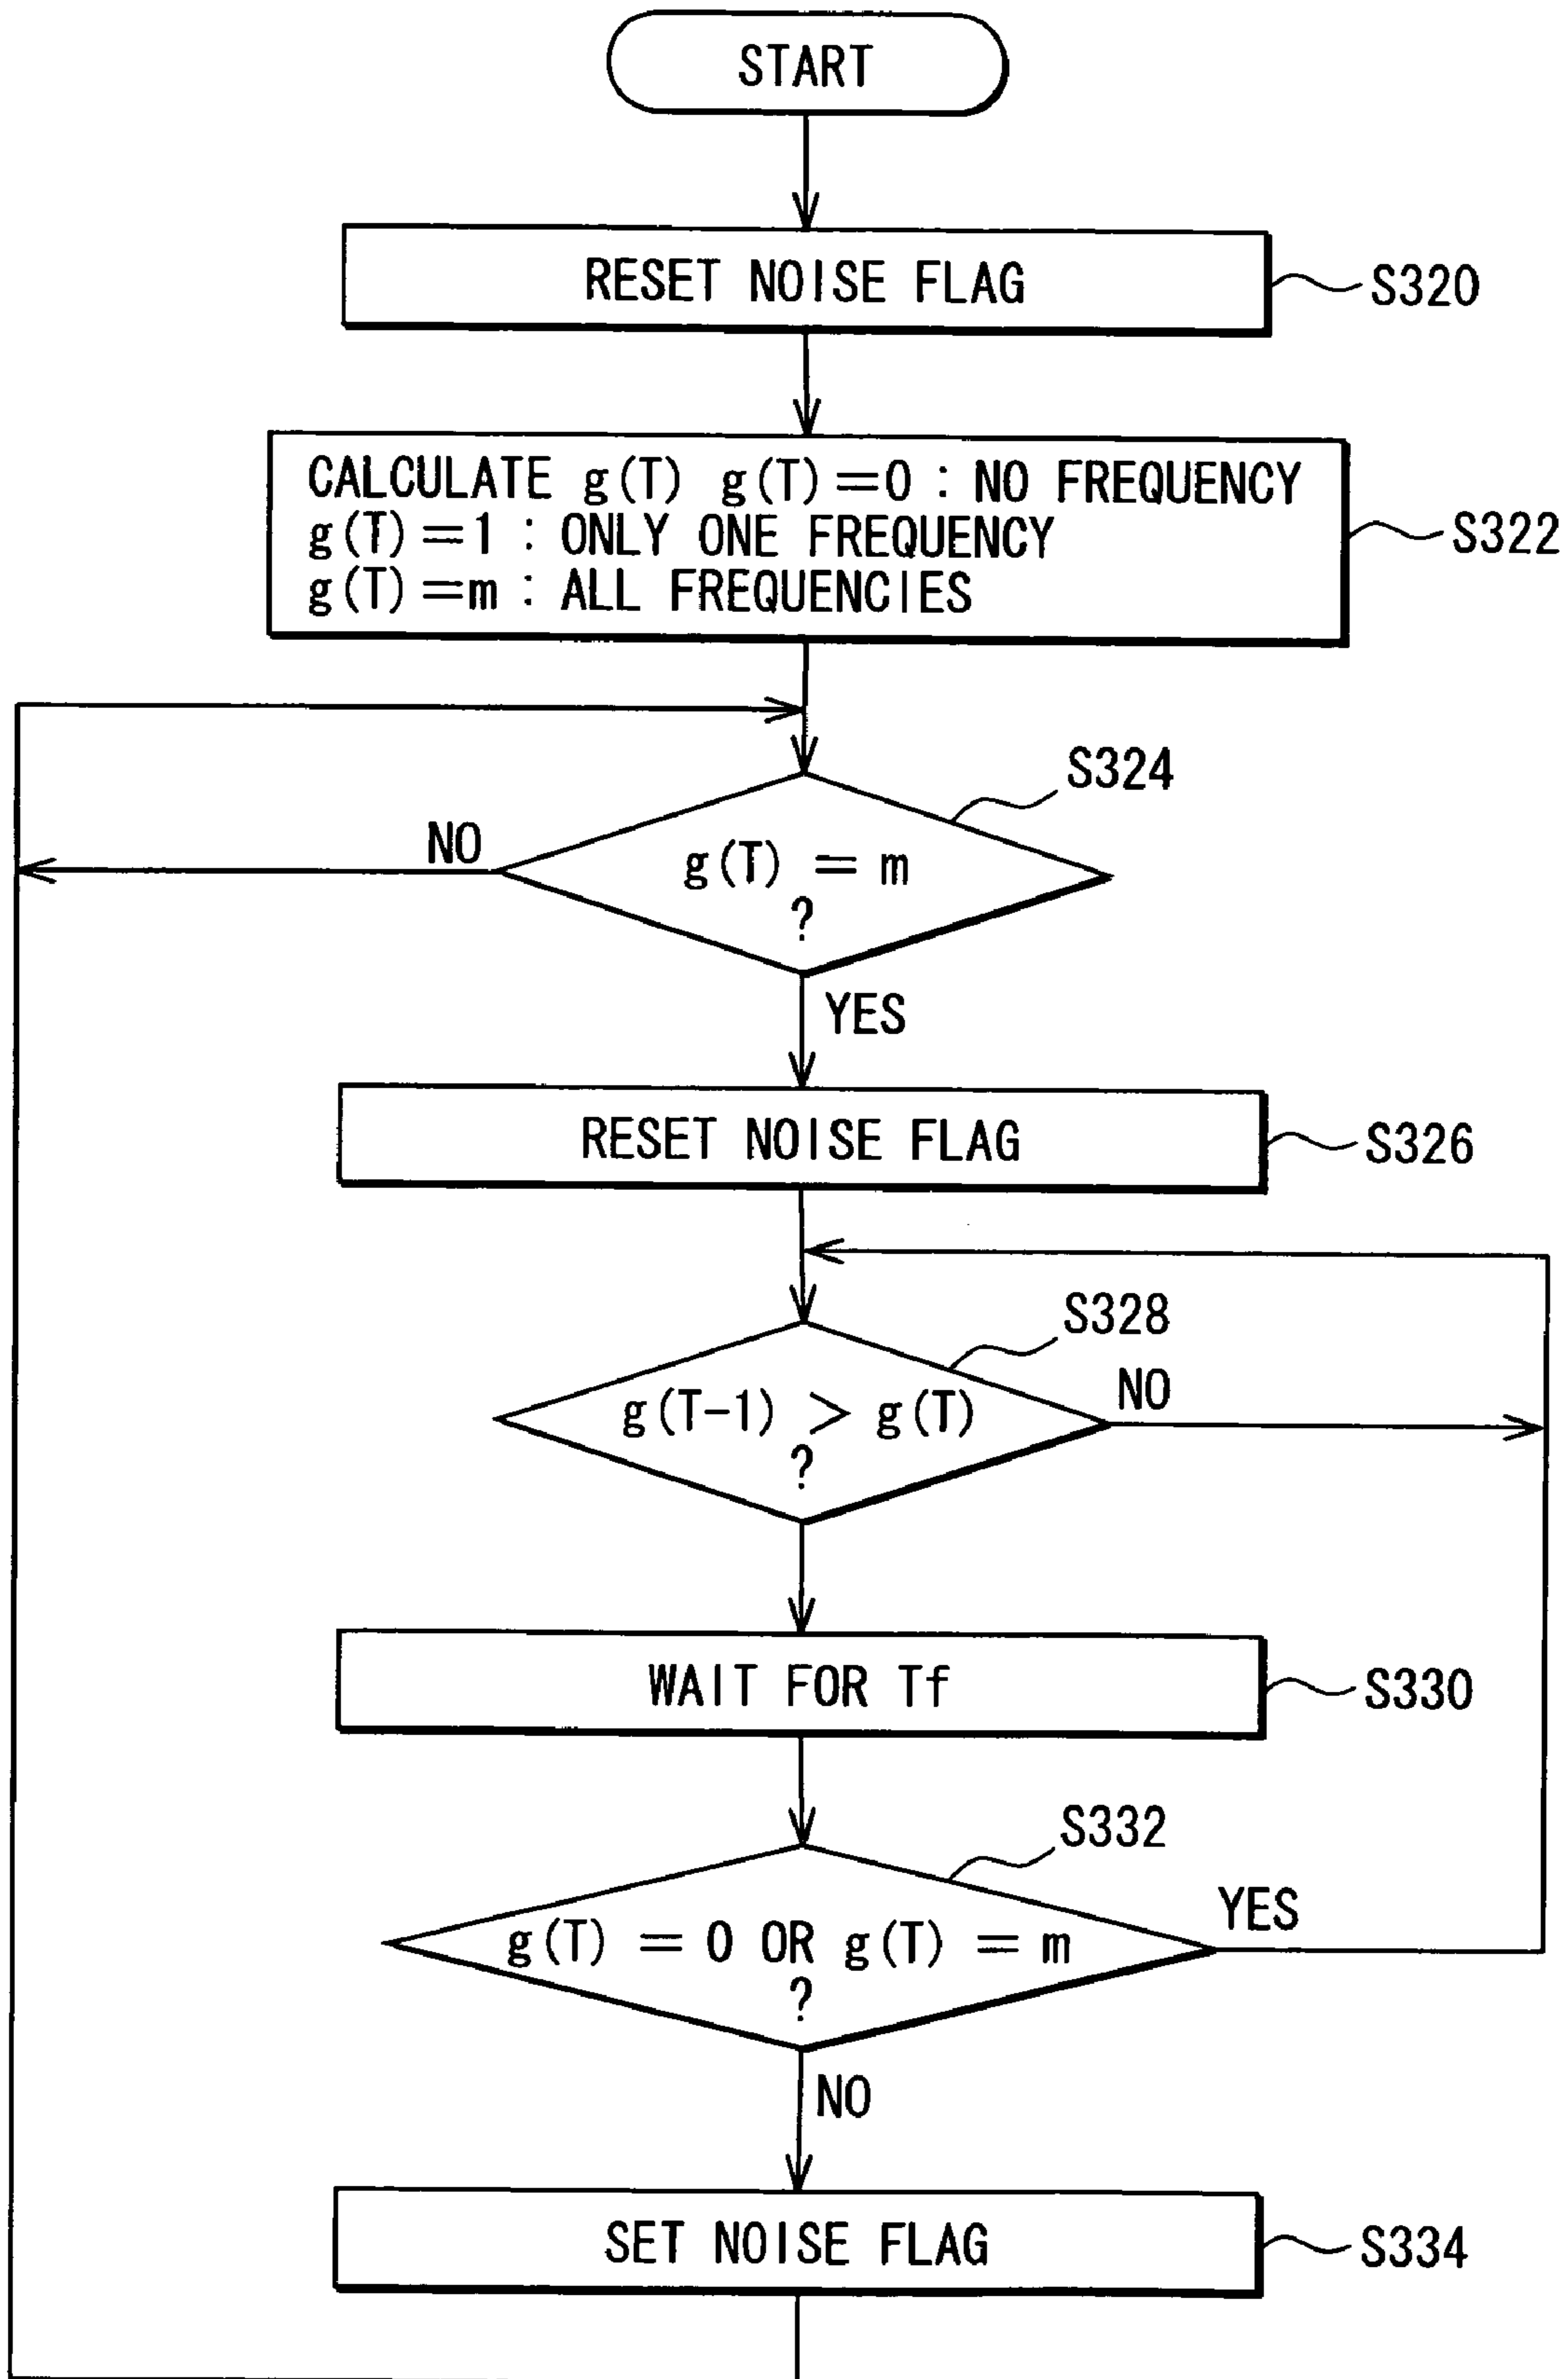 START
RESET NOISE FLAG
S320
CALCULATE g(T) g(T)=0 : NO FREQUENCY
g(T)=1 : ONLY ONE FREQUENCY
g(T)=m : ALL FREQUENCIES
S322
S324
NO
g(T) = m
?
YES
RESET NOISE FLAG
S326
S328
g(T-1) > g(T)
?
NO
WAIT FOR Tf
S330
S332
g(T) = 0 OR g(T) = m
?
YES
NO
SET NOISE FLAG
S334